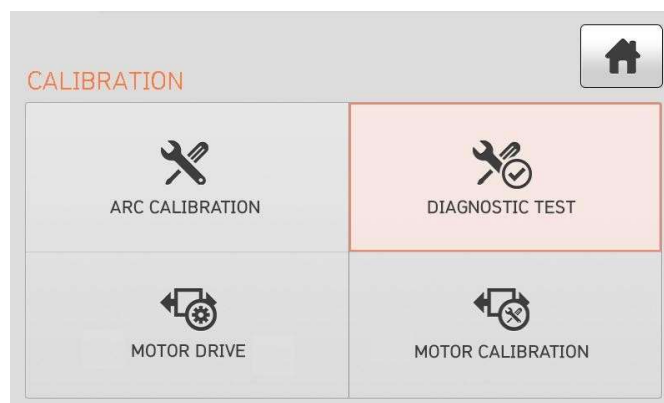 CALIBRATION
ARC CALIBRATION
DIAGNOSTIC TEST
MOTOR DRIVE
MOTOR CALIBRATION